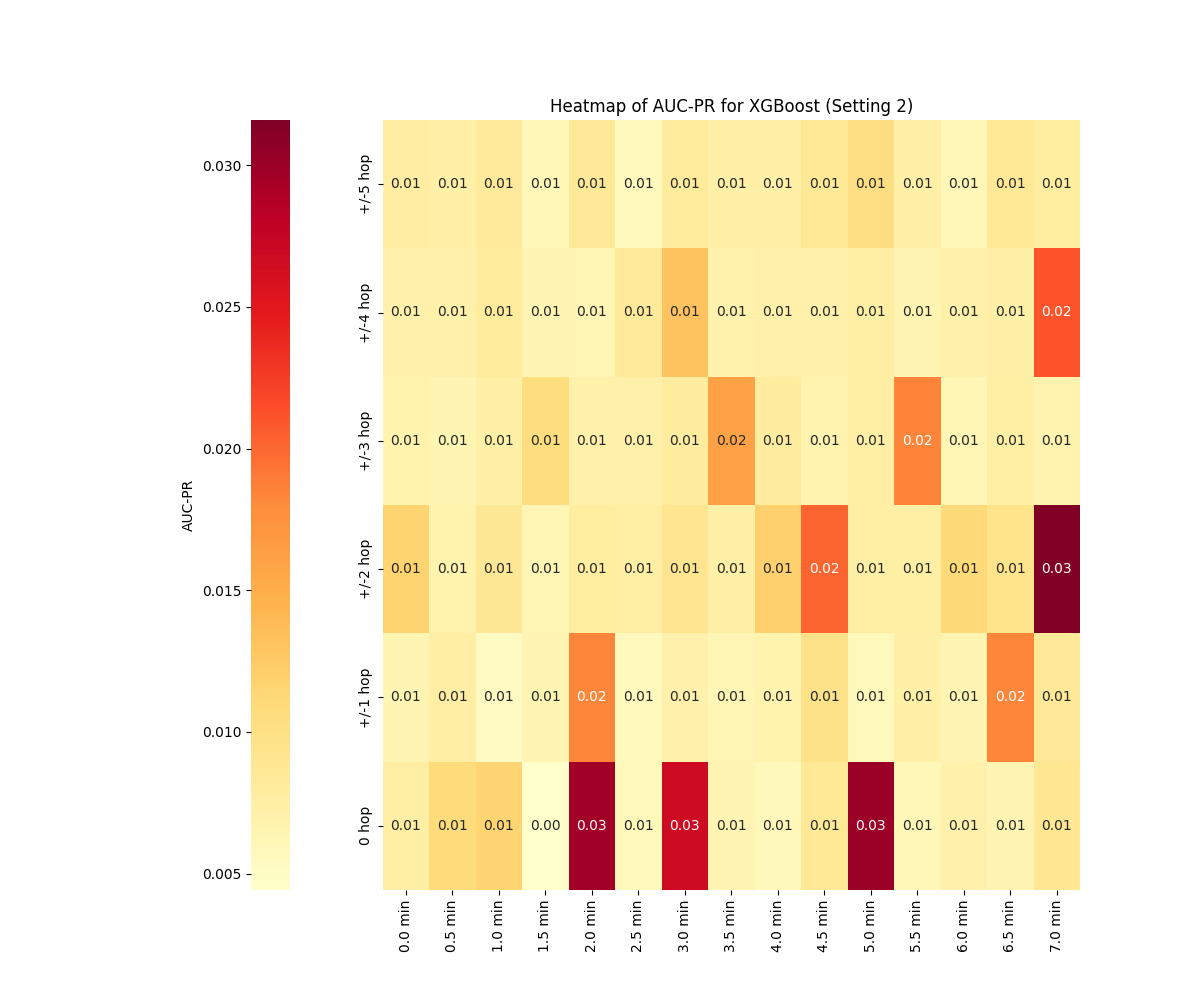 Heatmap of AUC-PR for XGBoost (Setting 2)
AUC-PR
0.030
0.025
0.020
0.015
0.010
0.005
+/-5 hop
0.01 0.01 0.01 0.01 0.01 0.01 0.01 0.01 0.01 0.01 0.01 0.01 0.01 0.01 0.01
+/-4 hop
0.01 0.01 0.01 0.01 0.01 0.01 0.01 0.01 0.01 0.01 0.01 0.01 0.01 0.01 0.02
+/-3 hop
0.01 0.01 0.01 0.01 0.01 0.01 0.01 0.02 0.01 0.01 0.01 0.02 0.01 0.01 0.01
+/-2 hop
0.01 0.01 0.01 0.01 0.01 0.01 0.01 0.01 0.01 0.02 0.01 0.01 0.01 0.01 0.03
+/-1 hop
0.01 0.01 0.01 0.01 0.02 0.01 0.01 0.01 0.01 0.01 0.01 0.01 0.01 0.02 0.01
0 hop
0.01 0.01 0.01 0.00 0.03 0.01 0.03 0.01 0.01 0.01 0.03 0.01 0.01 0.01 0.01
0.0 min
0.5 min
1.0 min
1.5 min
2.0 min
2.5 min
3.0 min
3.5 min
4.0 min
4.5 min
5.0 min
5.5 min
6.0 min
6.5 min
7.0 min